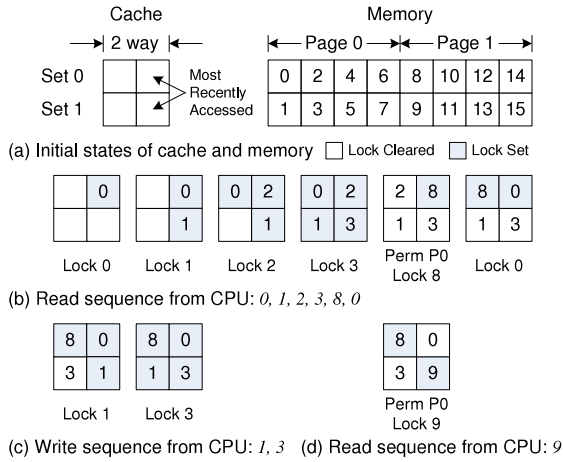 Cache Memory
2 way Page 0 Page 1
Set 0 Most 0 2 4 6 8 10 12 14
Recently
Set 1 Accessed 1 3 5 7 9 11 13 15
(a) Initial states of cache and memory Lock Cleared Lock Set
0 0 0 2 0 2 2 8 8 0
1 1 1 3 1 3 1 3
Lock 0 Lock 1 Lock 2 Lock 3 Perm P0 Lock 0
Lock 8
(b) Read sequence from CPU: 0, 1, 2, 3, 8, 0
8 0 8 0 8 0
3 1 1 3 3 9
Lock 1 Lock 3 Perm P0
Lock 9
(c) Write sequence from CPU: 1, 3 (d) Read sequence from CPU: 9